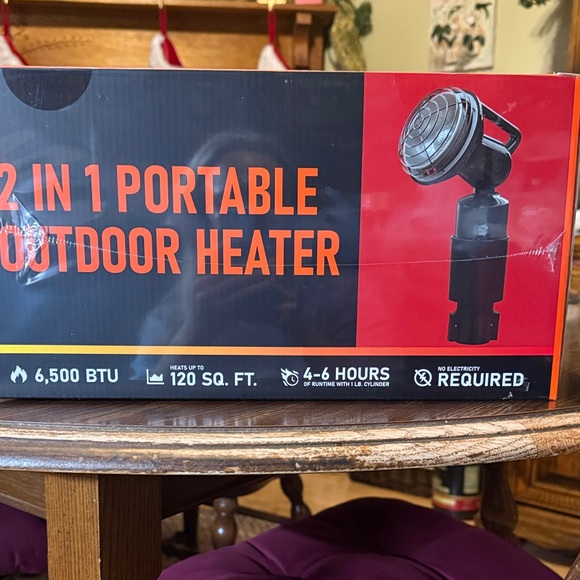 2 IN 1 PORTABLE
OUTDOOR HEATER
6,500 BTU
HEATS UP TO
120 SQ. FT.
4-6 HOURS
OF RUNTIME WITH 1 LB. CYLINDER
NO ELECTRICITY
REQUIRED